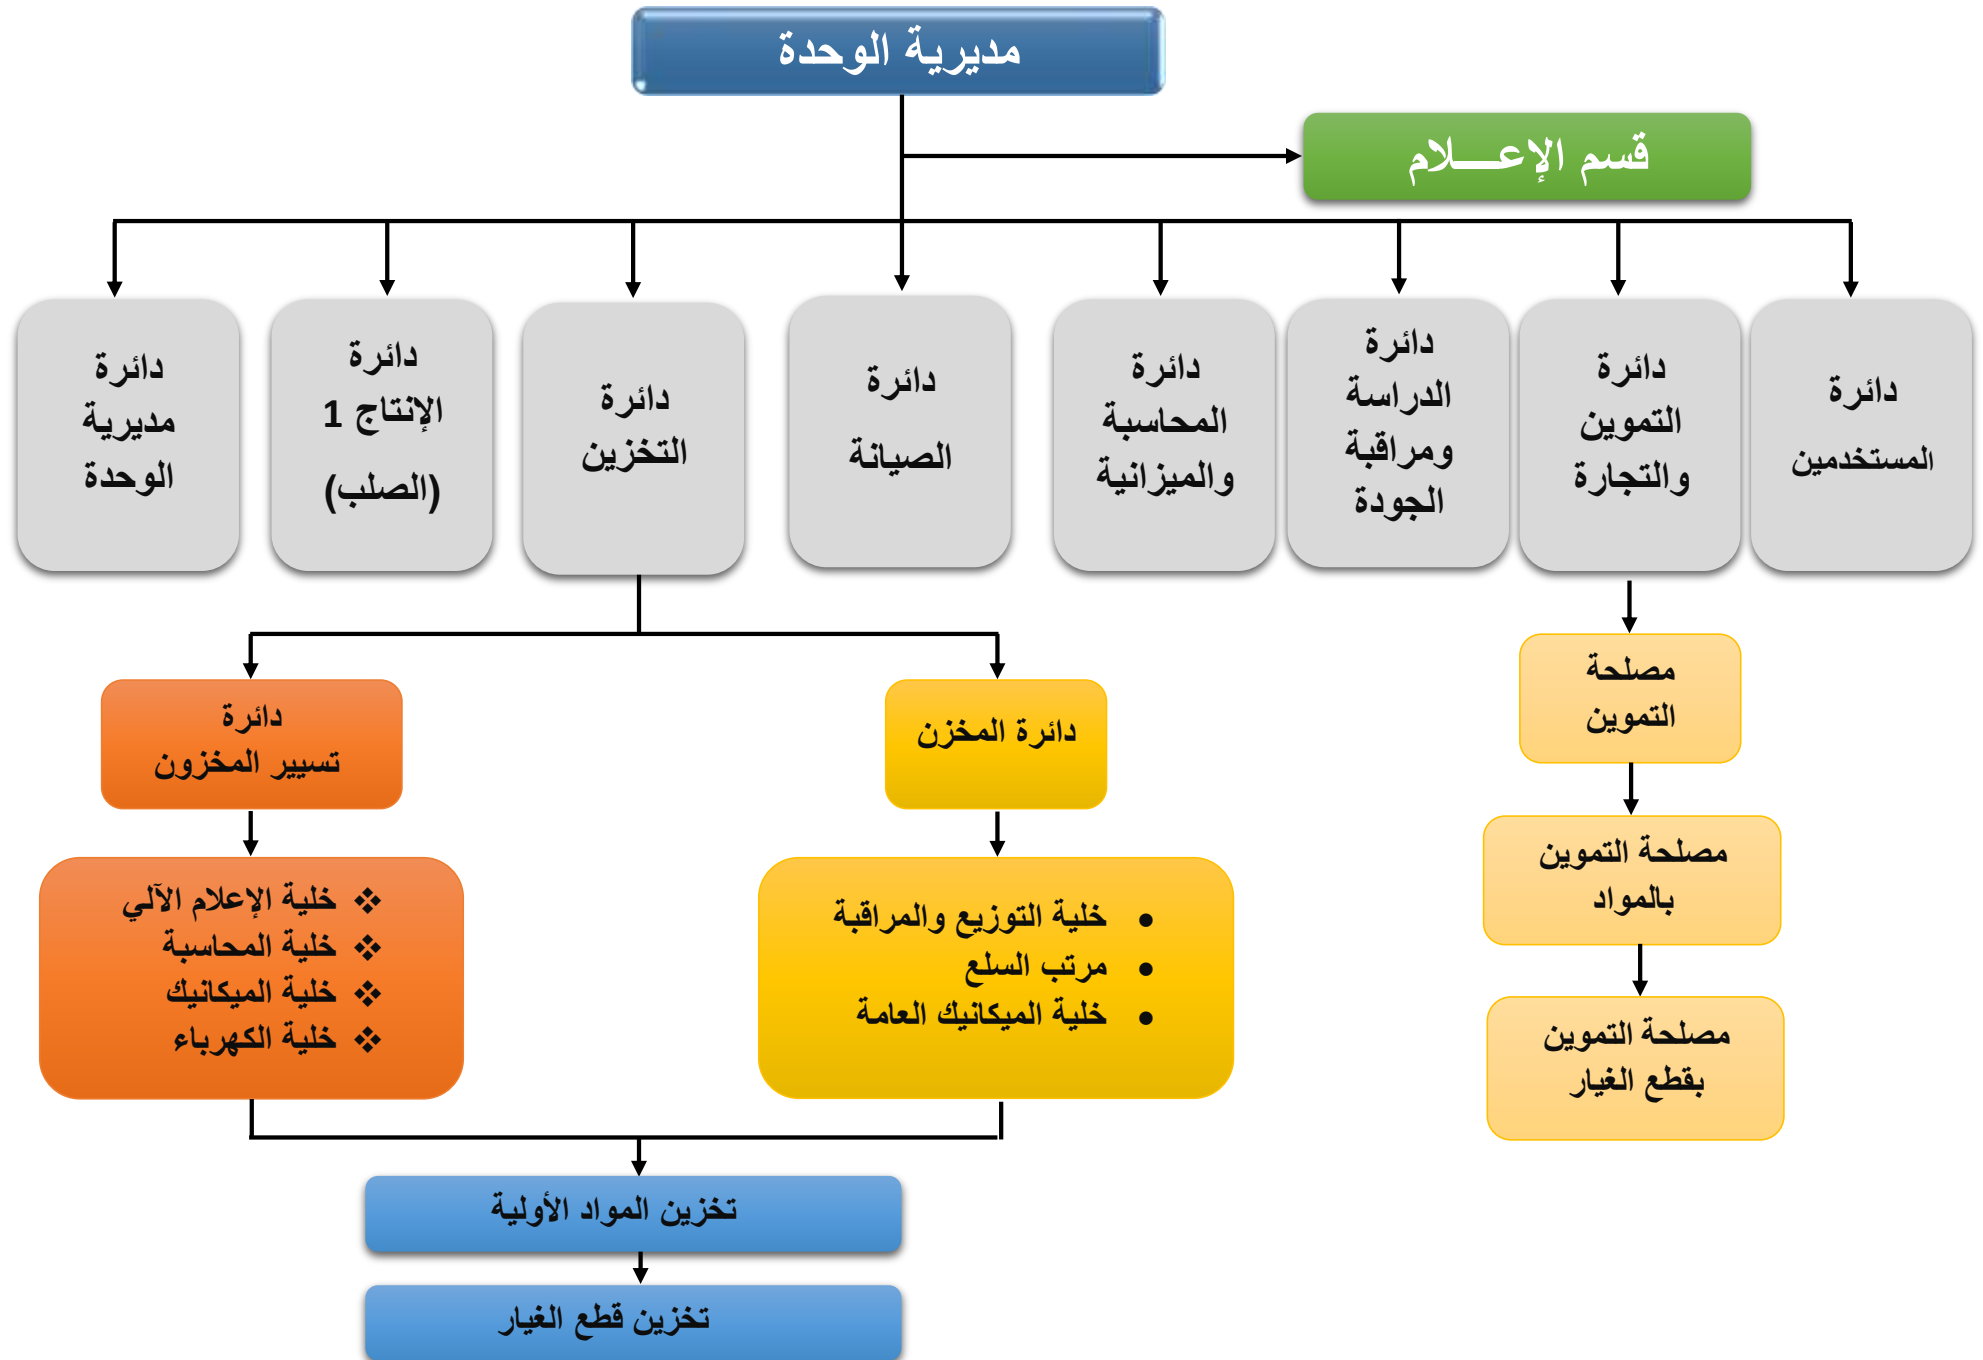 مديرية الوحدة
قسم الإعـــلام
دائرة
المستخدمين
دائرة
التموين
والتجارة
دائرة
الدراسة
ومراقبة
الجودة
دائرة
المحاسبة
والميزانية
دائرة
الصيانة
دائرة
التخزين
دائرة
الإنتاج 1
(الصلب)
دائرة
مديرية
الوحدة
مصلحة
التموين
مصلحة التموين
بالمواد
مصلحة التموين
بقطع الغيار
دائرة المخزن
• خلية التوزيع والمراقبة
• مرتب السلع
• خلية الميكانيك العامة
دائرة
تسيير المخزون
❖ خلية الإعلام الآلي
❖ خلية المحاسبة
❖ خلية الميكانيك
❖ خلية الكهرباء
تخزين المواد الأولية
تخزين قطع الغيار